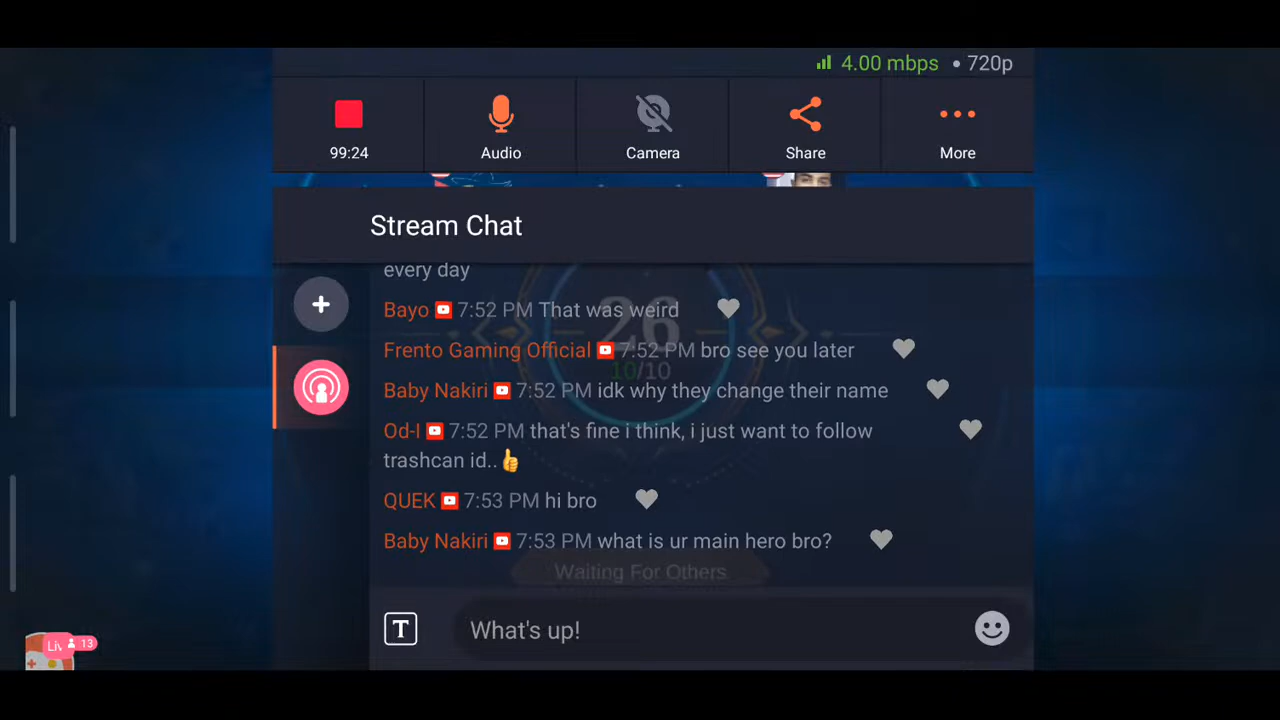 4.00 mbps • 720p
99:24
Audio
Camera
Share
More
Stream Chat
every day
Bayo 7:52 PM That was weird
26
Frento Gaming Official 7:52 PM bro see you later
10/10
Baby Nakiri 7:52 PM idk why they change their name
Od-I 7:52 PM that's fine i think, i just want to follow
trashcan id..👍
QUEK 7:53 PM hi bro
Baby Nakiri 7:53 PM what is ur main hero bro?
Waiting For Others
T What's up!
Liv 13